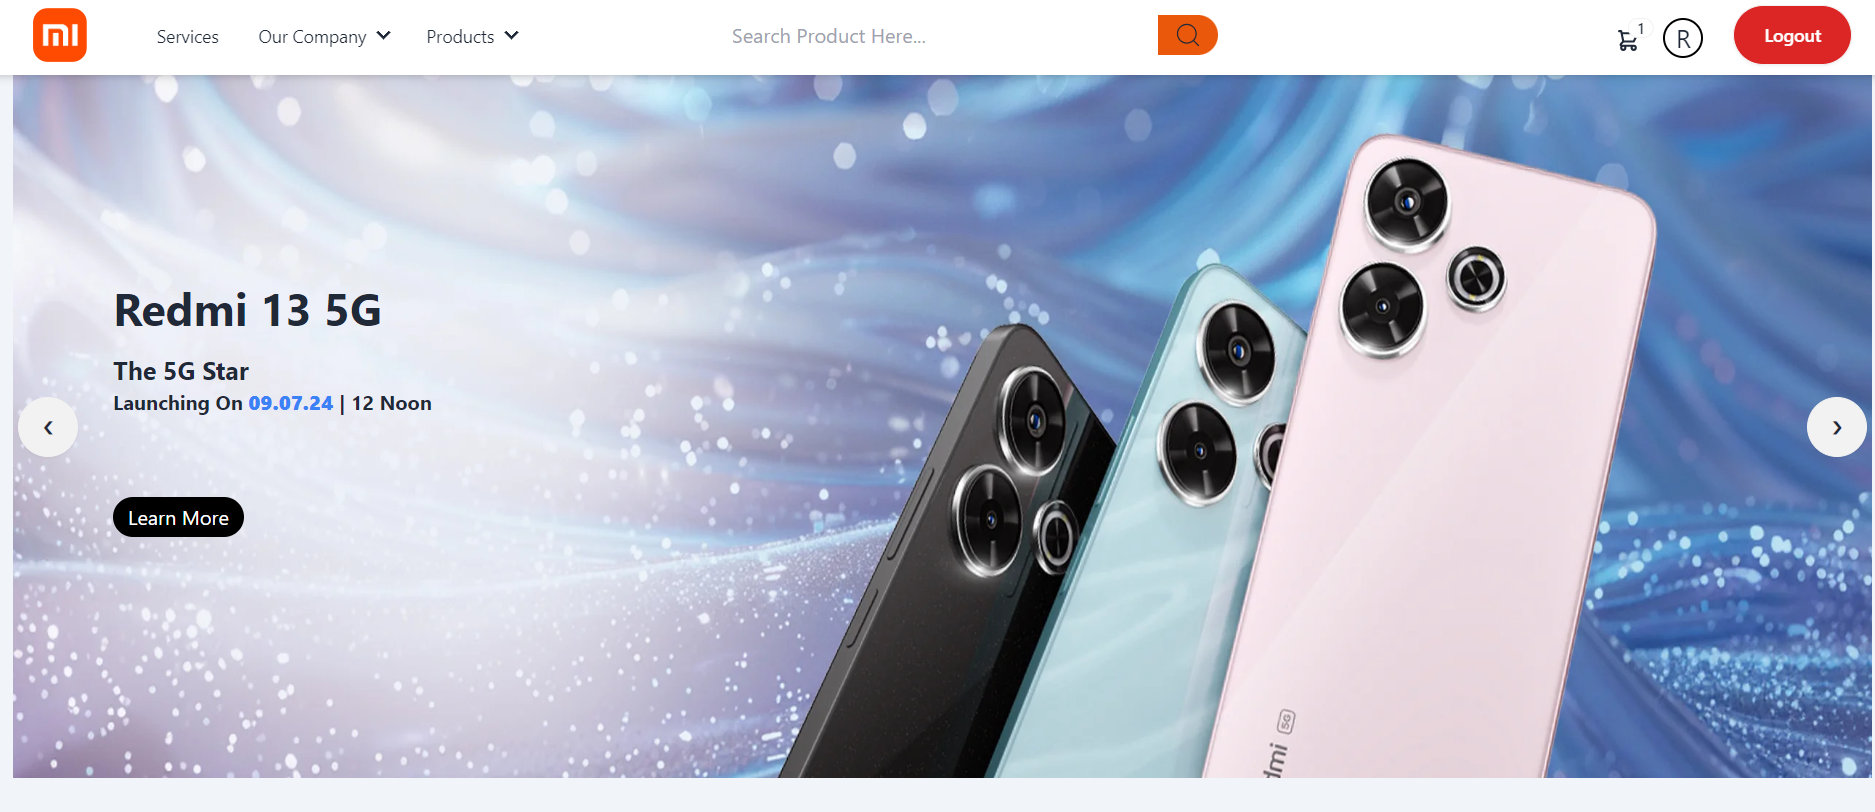 mi
Services
Our Company
Products
Search Product Here...
1
R
Logout
Redmi 13 5G
The 5G Star
Launching On 09.07.24 | 12 Noon
‹
›
Learn More
dmi 5G